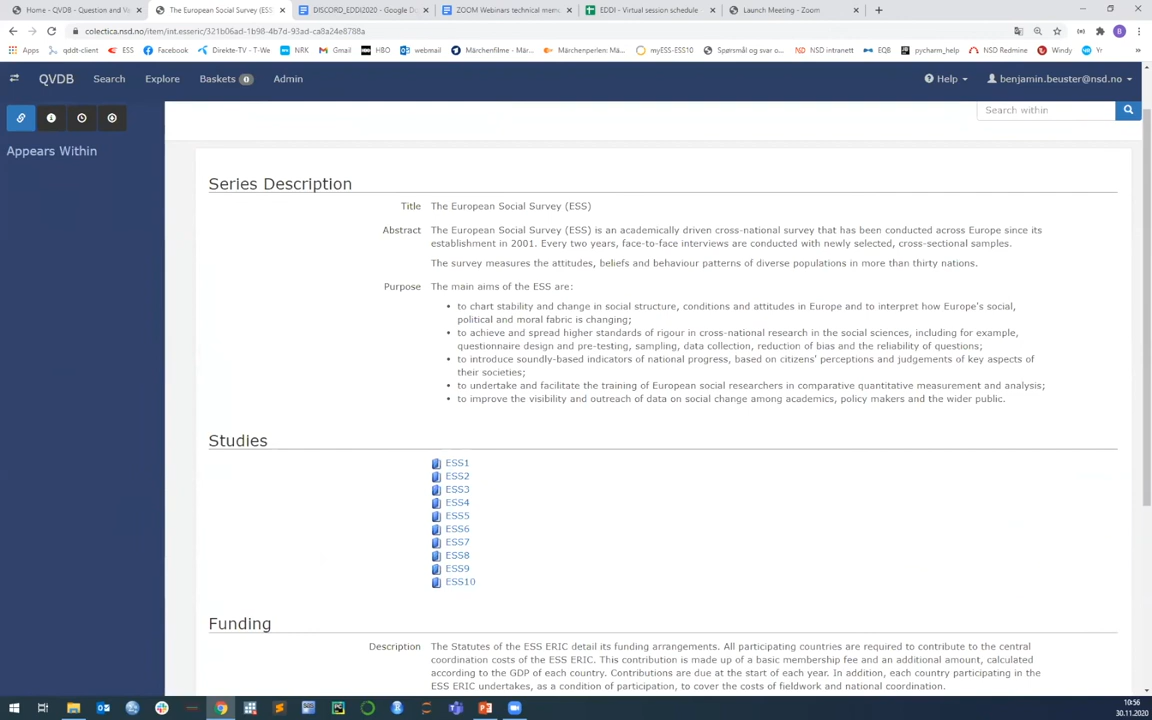 Home - QVDB - Question and Va
The European Social Survey (ESS)
DISCORD_EDDI2020 - Google Do
ZOOM Webinars technical mem
EDDI - Virtual session schedule
Launch Meeting - Zoom
colectica.nsd.no/item/int.esseric/321b06ad-1b98-4b7d-93ad-ca8a24e8788a
B
Apps
qddt-client
ESS
Facebook
Direkte-TV - T-We
NRK
Gmail
HBO
webmail
Märchenfilme - Mär...
Märchenperlen: Mär...
myESS-ESS10
Spørsmål og svar o...
NSD intranett
EQB
pycharm_help
NSD Redmine
Windy
Yr
QVDB
Search
Explore
Baskets 0
Admin
Help
benjamin.beuster@nsd.no
Search within
Appears Within
Series Description
Title The European Social Survey (ESS)
Abstract The European Social Survey (ESS) is an academically driven cross-national survey that has been conducted across Europe since its
establishment in 2001. Every two years, face-to-face interviews are conducted with newly selected, cross-sectional samples.
The survey measures the attitudes, beliefs and behaviour patterns of diverse populations in more than thirty nations.
Purpose The main aims of the ESS are:
• to chart stability and change in social structure, conditions and attitudes in Europe and to interpret how Europe's social,
political and moral fabric is changing;
• to achieve and spread higher standards of rigour in cross-national research in the social sciences, including for example,
questionnaire design and pre-testing, sampling, data collection, reduction of bias and the reliability of questions;
• to introduce soundly-based indicators of national progress, based on citizens' perceptions and judgements of key aspects of
their societies;
• to undertake and facilitate the training of European social researchers in comparative quantitative measurement and analysis;
• to improve the visibility and outreach of data on social change among academics, policy makers and the wider public.
Studies
ESS1
ESS2
ESS3
ESS4
ESS5
ESS6
ESS7
ESS8
ESS9
ESS10
Funding
Description The Statutes of the ESS ERIC detail its funding arrangements. All participating countries are required to contribute to the central
coordination costs of the ESS ERIC. This contribution is made up of a basic membership fee and an additional amount, calculated
according to the GDP of each country. Contributions are due at the start of each year. In addition, each country participating in the
ESS ERIC undertakes, as a condition of participation, to cover the costs of fieldwork and national coordination.
10:56
30.11.2020